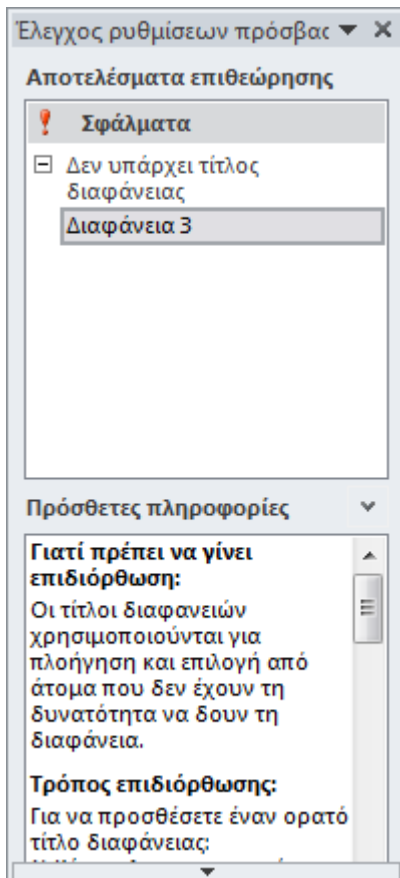 Έλεγχος ρυθμίσεων πρόσβασ
Αποτελέσματα επιθεώρησης
Σφάλματα
Δεν υπάρχει τίτλος
διαφάνειας
Διαφάνεια 3
Πρόσθετες πληροφορίες
Γιατί πρέπει να γίνει
επιδιόρθωση:
Οι τίτλοι διαφανειών
χρησιμοποιούνται για
πλοήγηση και επιλογή από
άτομα που δεν έχουν τη
δυνατότητα να δουν τη
διαφάνεια.
Τρόπος επιδιόρθωσης:
Για να προσθέσετε έναν ορατό
τίτλο διαφάνειας: